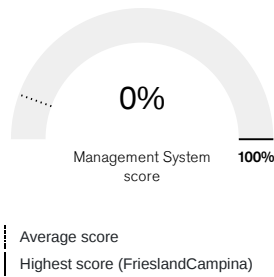 0%
Management System
score
100%
Average score
Highest score (FrieslandCampina)